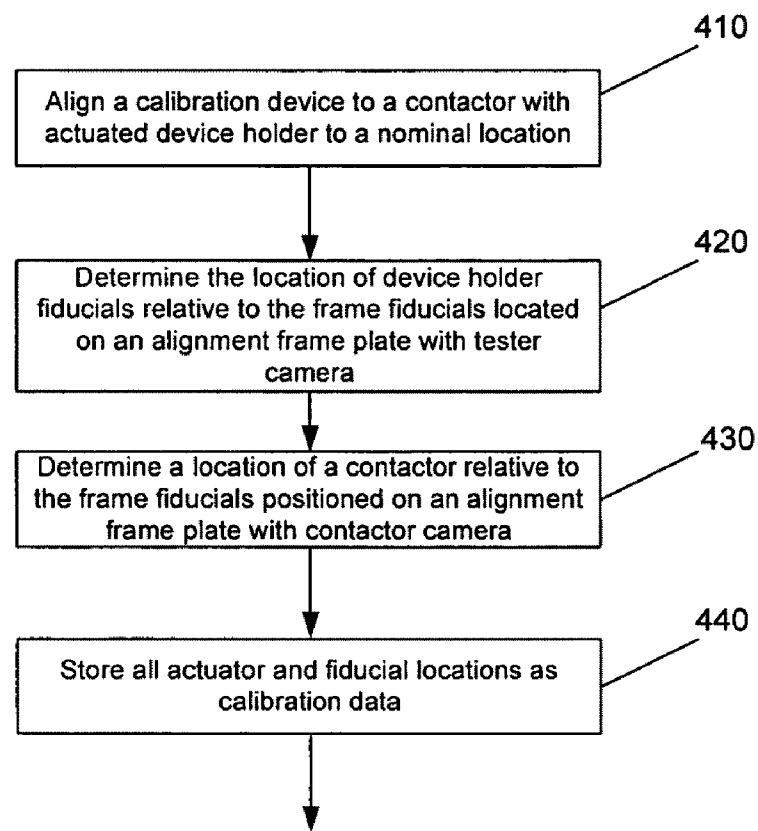 410
Align a calibration device to a contactor with
actuated device holder to a nominal location
420
Determine the location of device holder
fiducials relative to the frame fiducials located
on an alignment frame plate with tester
camera
430
Determine a location of a contactor relative to
the frame fiducials positioned on an alignment
frame plate with contactor camera
440
Store all actuator and fiducial locations as
calibration data